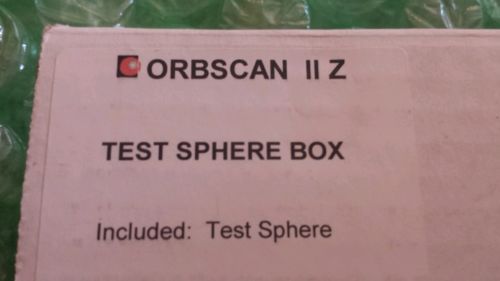 ORBSCAN II Z
TEST SPHERE BOX
Included: Test Sphere